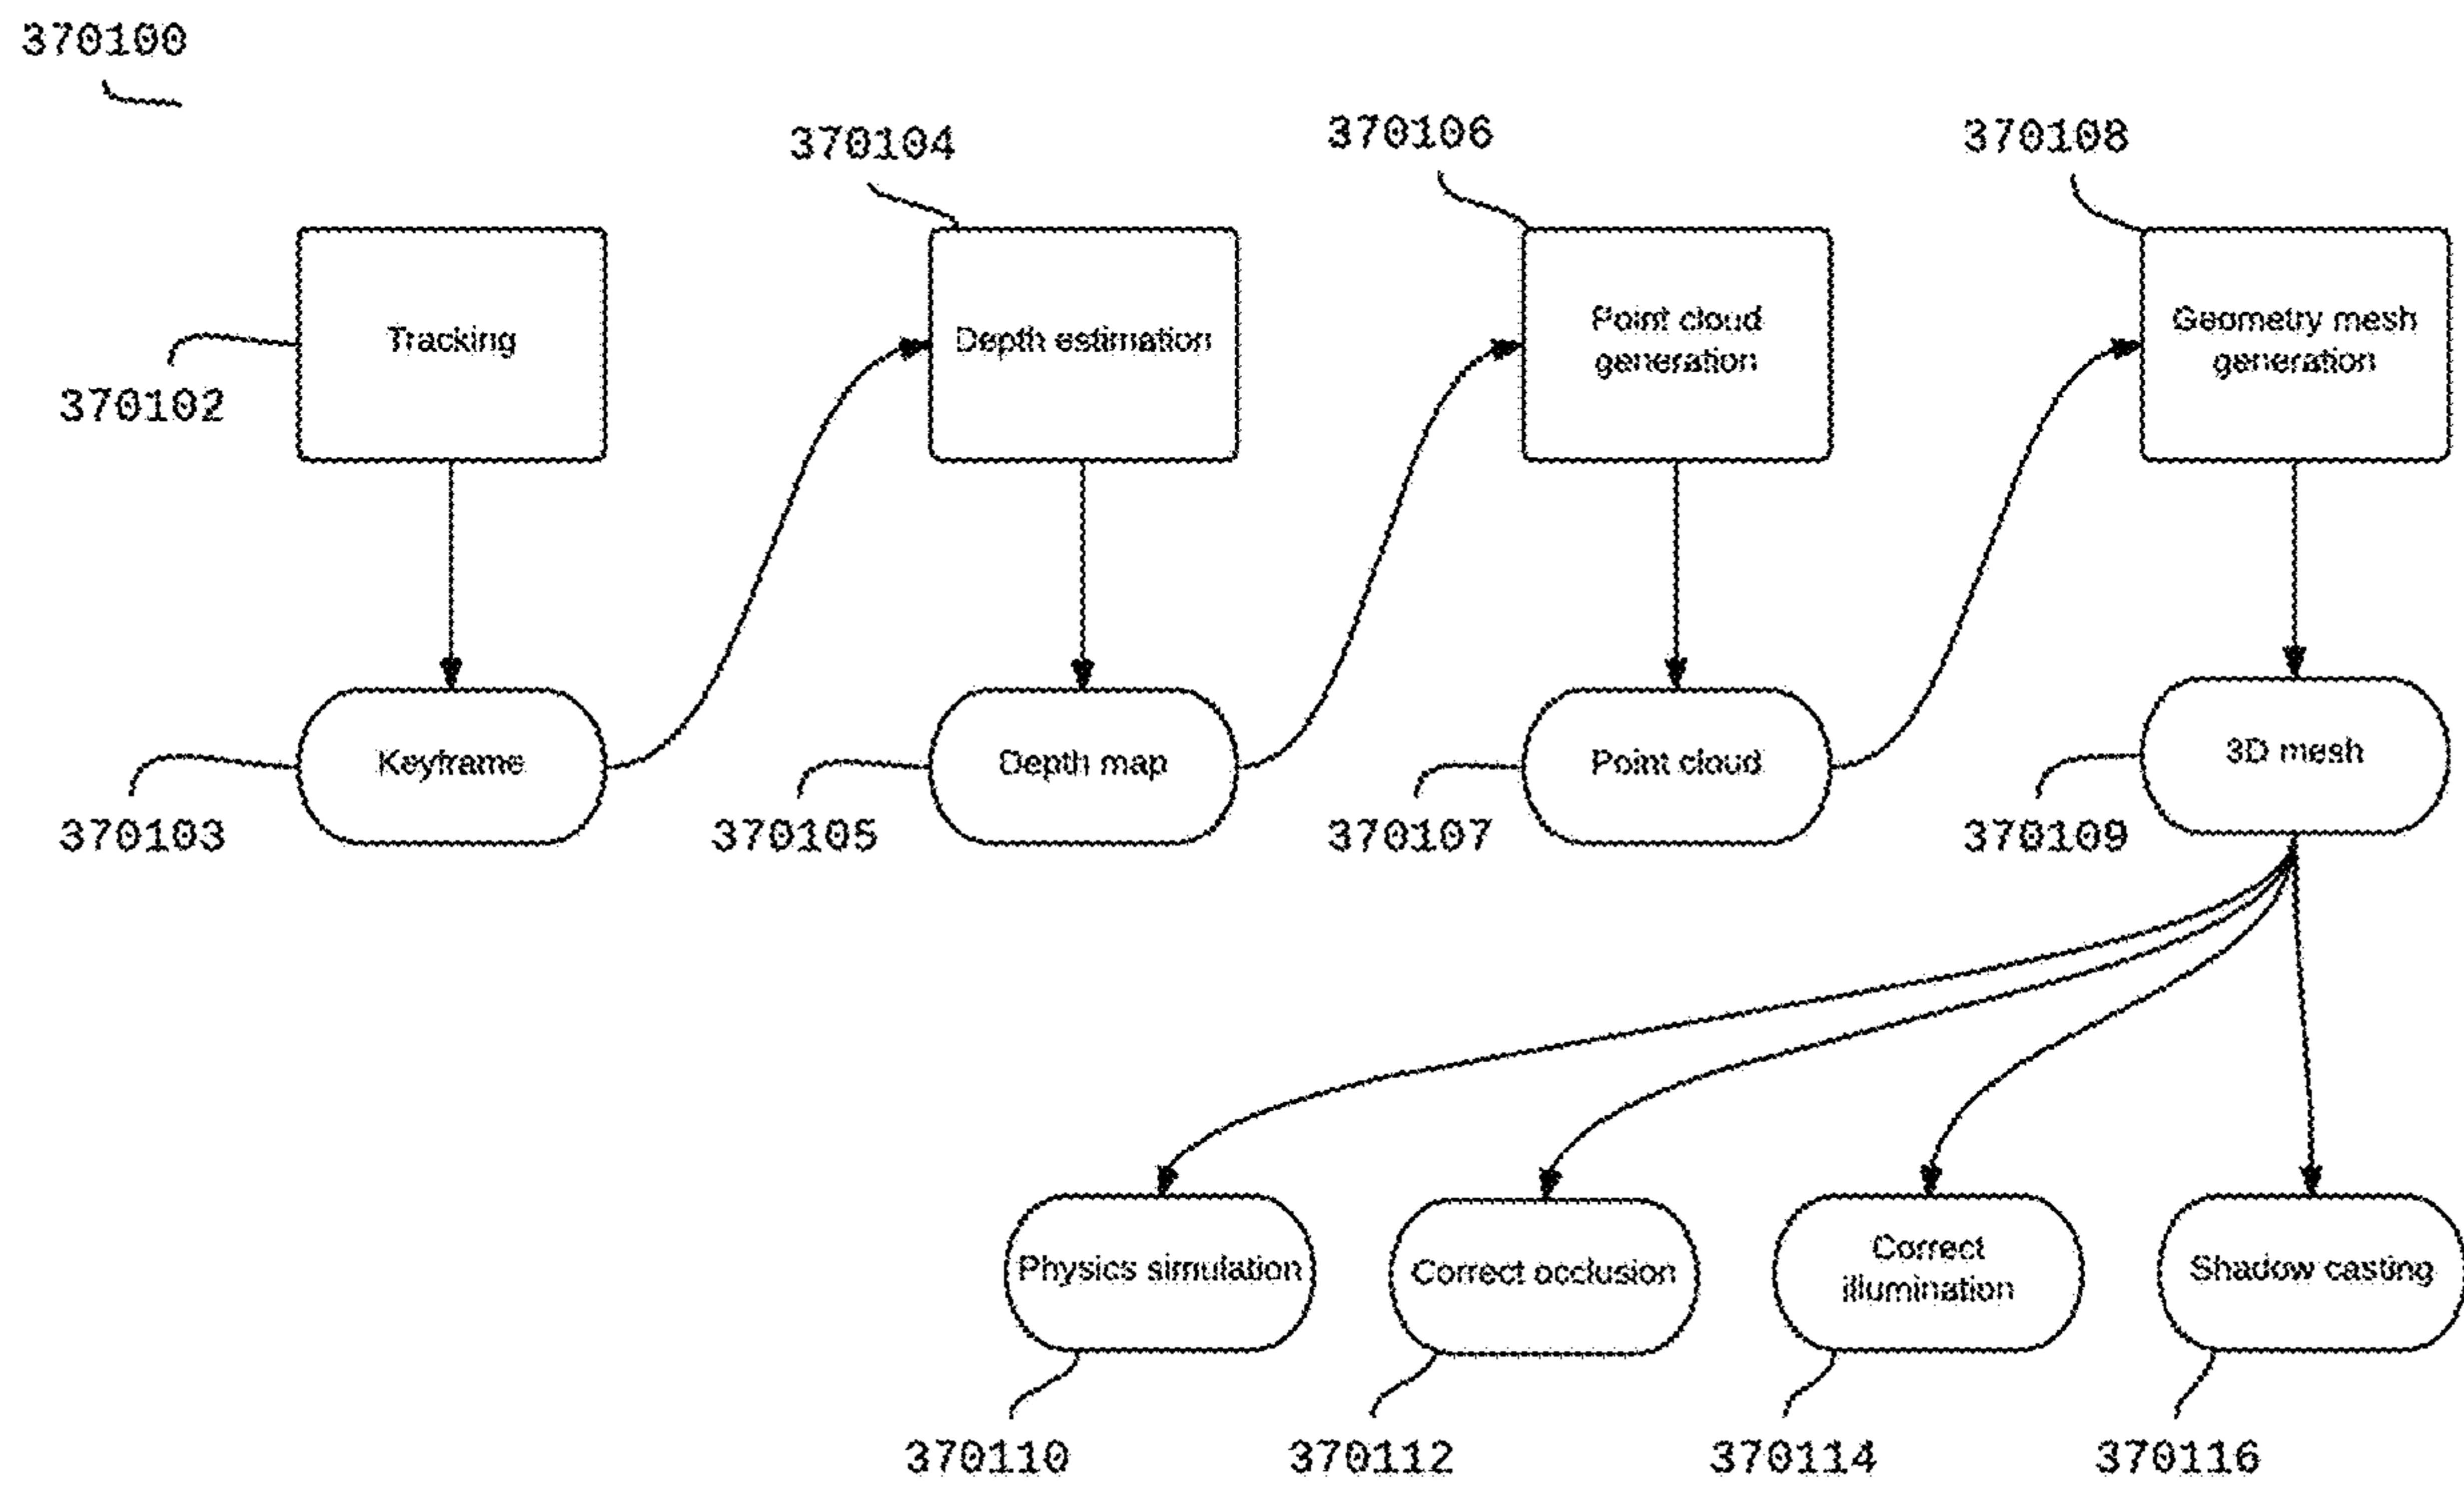 370100
370104
370106
370108
Tracking
Depth estimation
Point cloud
generation
Geometry mesh
generation
370102
Keyframe
Depth map
Point cloud
3D mesh
370103
370105
370107
370109
Physics simulation
Correct occlusion
Correct
illumination
Shadow casting
370110
370112
370114
370116